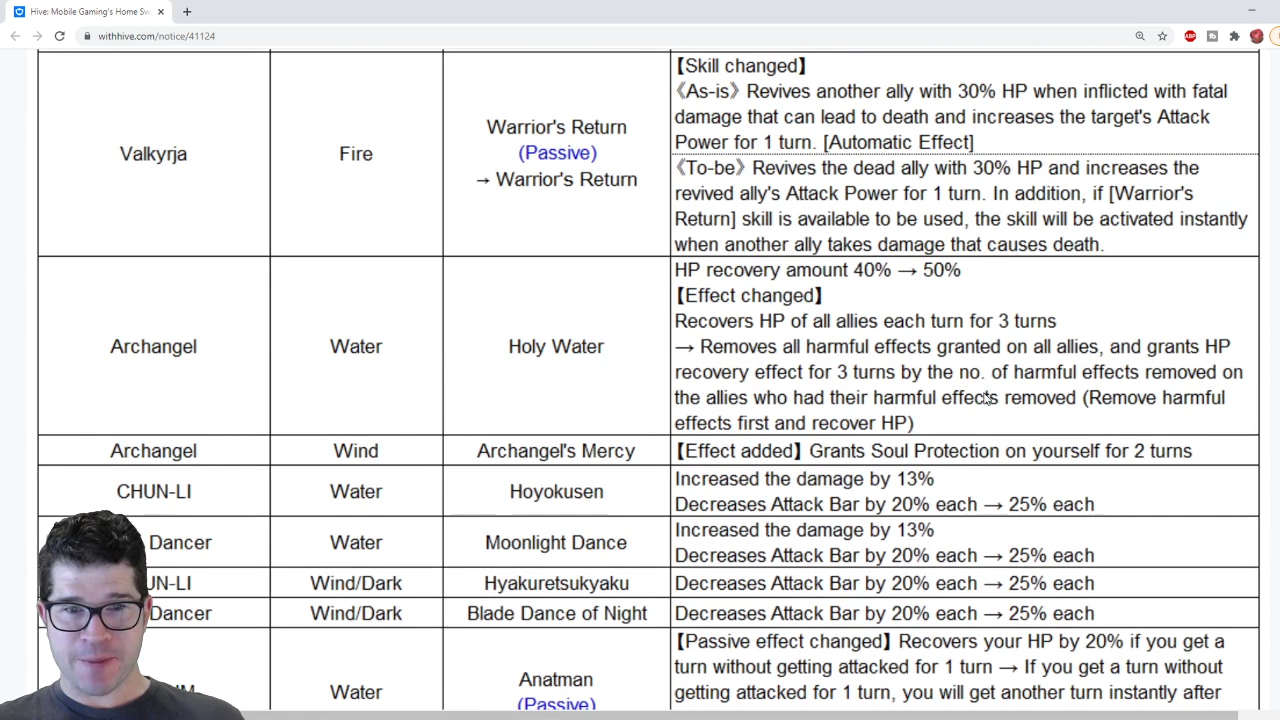 Hive: Mobile Gaming's Home Sw
withhive.com/notice/41124
Valkyrja
Fire
Warrior's Return
(Passive)
→ Warrior's Return
【Skill changed】
《As-is》Revives another ally with 30% HP when inflicted with fatal
damage that can lead to death and increases the target's Attack
Power for 1 turn. [Automatic Effect]
《To-be》Revives the dead ally with 30% HP and increases the
revived ally's Attack Power for 1 turn. In addition, if [Warrior's
Return] skill is available to be used, the skill will be activated instantly
when another ally takes damage that causes death.
Archangel
Water
Holy Water
HP recovery amount 40% → 50%
【Effect changed】
Recovers HP of all allies each turn for 3 turns
→ Removes all harmful effects granted on all allies, and grants HP
recovery effect for 3 turns by the no. of harmful effects removed on
the allies who had their harmful effects removed (Remove harmful
effects first and recover HP)
Archangel
Wind
Archangel's Mercy
【Effect added】Grants Soul Protection on yourself for 2 turns
CHUN-LI
Water
Hoyokusen
Increased the damage by 13%
Decreases Attack Bar by 20% each → 25% each
Dancer
Water
Moonlight Dance
Increased the damage by 13%
Decreases Attack Bar by 20% each → 25% each
UN-LI
Wind/Dark
Hyakuretsukyaku
Decreases Attack Bar by 20% each → 25% each
Dancer
Wind/Dark
Blade Dance of Night
Decreases Attack Bar by 20% each → 25% each
Water
Anatman
(Passive)
【Passive effect changed】Recovers your HP by 20% if you get a
turn without getting attacked for 1 turn → If you get a turn without
getting attacked for 1 turn, you will get another turn instantly after